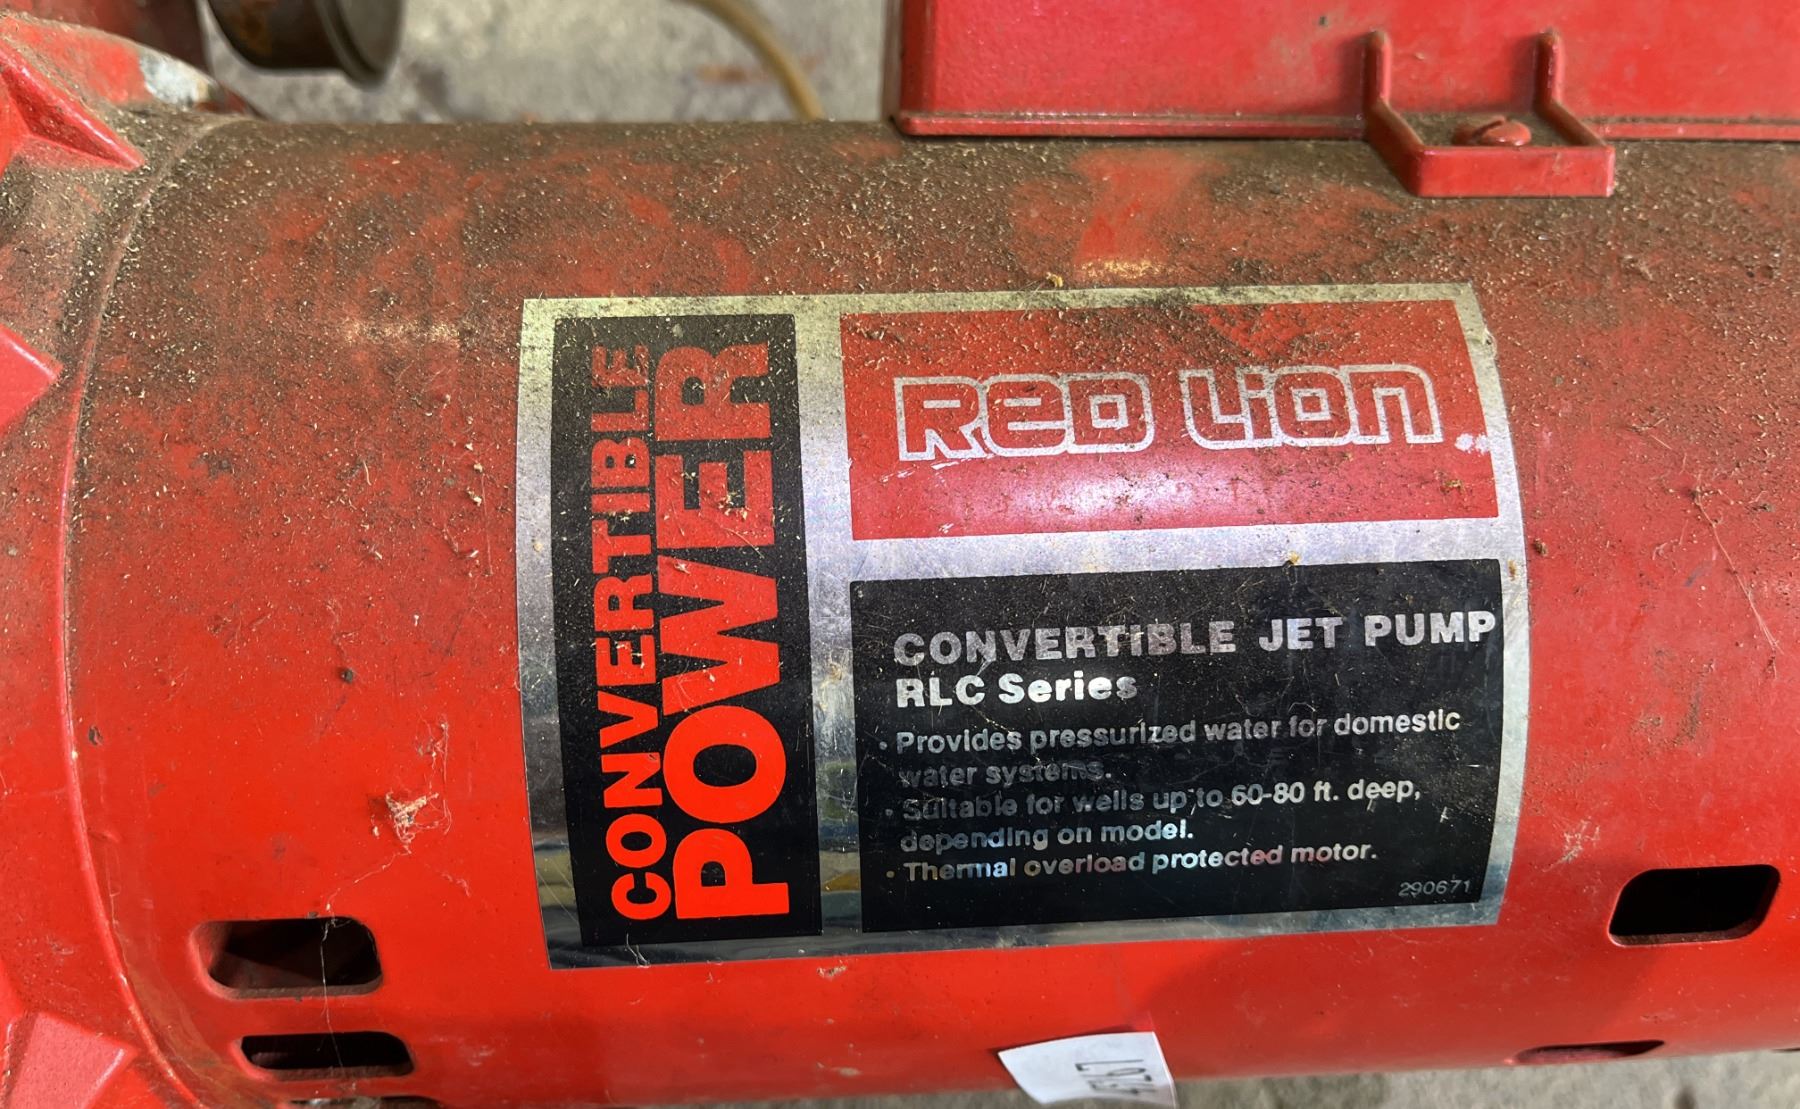 CONVERTIBLE
POWER
RED LION
CONVERTIBLE JET PUMP
RLC Series
• Provides pressurized water for domestic
water systems.
• Suitable for wells up to 60-80 ft. deep,
depending on model.
• Thermal overload protected motor.
290671